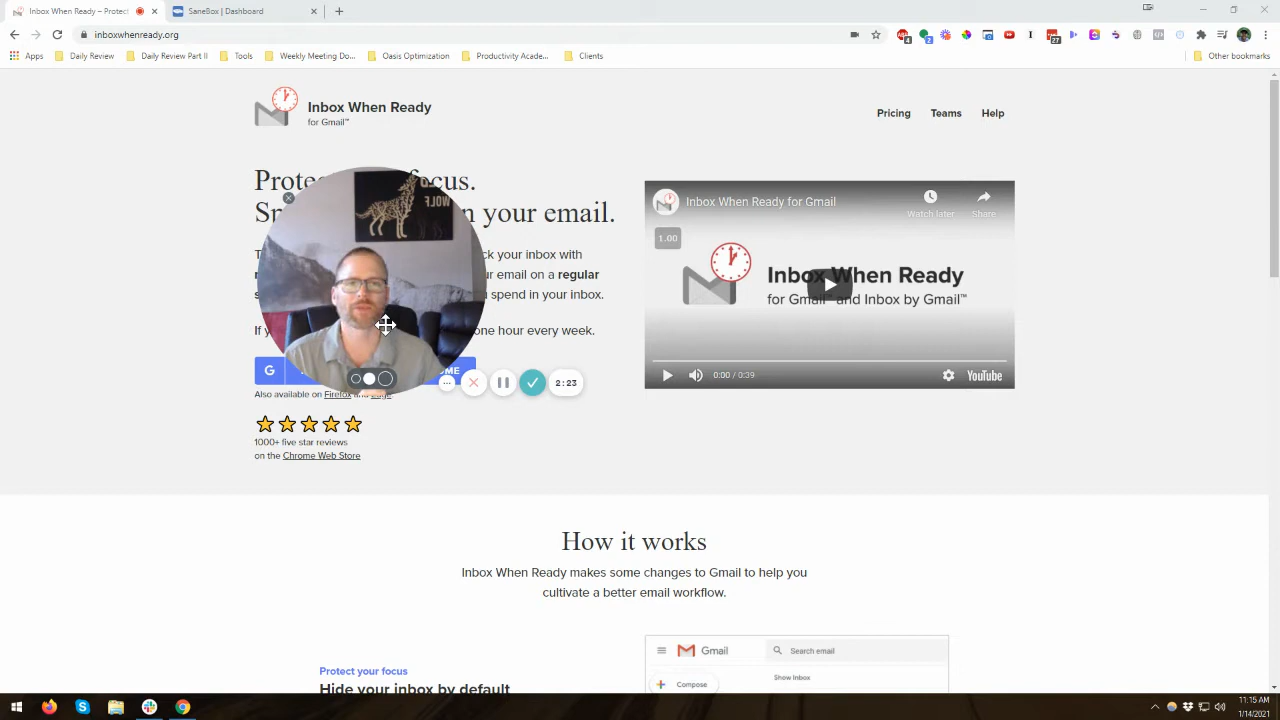 Inbox When Ready – Protect
SaneBox | Dashboard
inboxwhenready.org
4
2
27
Apps
Daily Review
Daily Review Part II
Tools
Weekly Meeting Do...
Oasis Optimization
Productivity Acade...
Clients
Other bookmarks
Inbox When Ready
for Gmail™
Pricing
Teams
Help
cus.
n your email.
ck your inbox with
ur email on a regular
spend in your inbox.
If
one hour every week.
G
ME
Also available on Firefox
1000+ five star reviews
on the Chrome Web Store
WOLF
2:23
Inbox When Ready for Gmail
Watch later
Share
1.00
Inbox When Ready
for Gmail™ and Inbox by Gmail™
0:00 / 0:39
YouTube
How it works
Inbox When Ready makes some changes to Gmail to help you
cultivate a better email workflow.
Protect your focus
Hide your inbox by default
Gmail
Search email
Compose
Show Inbox
11:15 AM
1/14/2021